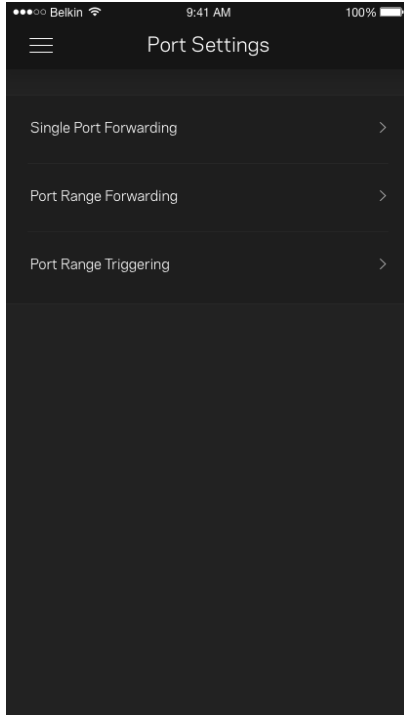 Belkin 9:41 AM 100%
Port Settings
Single Port Forwarding
Port Range Forwarding
Port Range Triggering